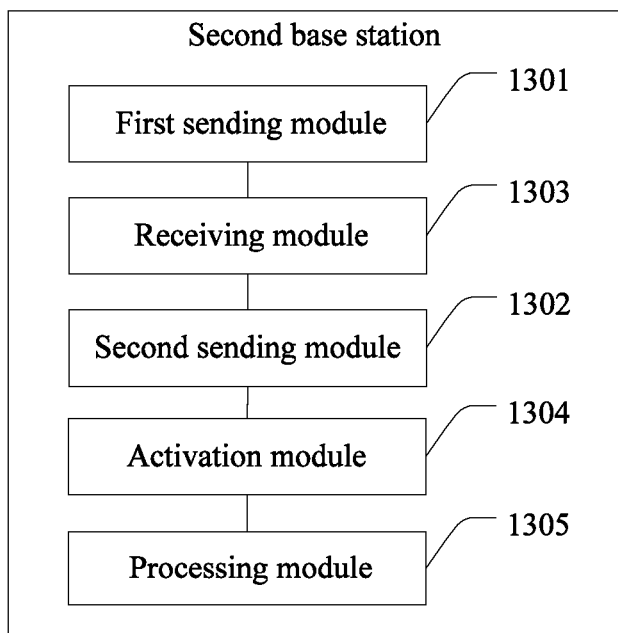 Second base station
First sending module
1301
Receiving module
1303
Second sending module
1302
Activation module
1304
Processing module
1305